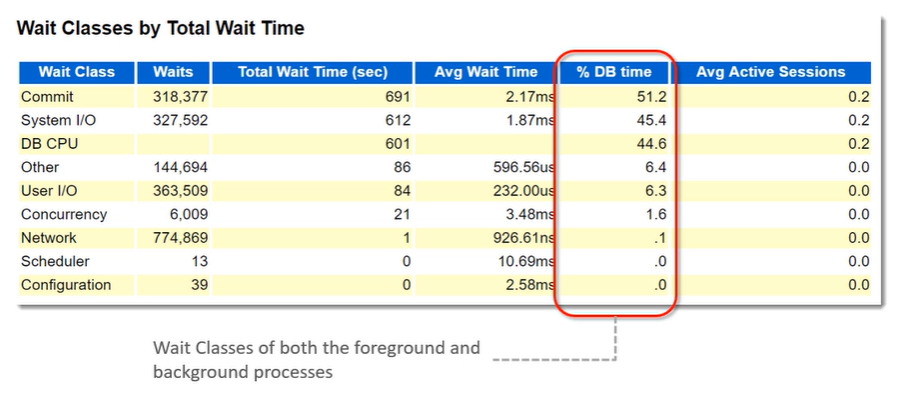 Wait Classes by Total Wait Time
Wait Class Waits Total Wait Time (sec) Avg Wait Time % DB time Avg Active Sessions
Commit 318,377 691 2.17ms 51.2 0.2
System I/O 327,592 612 1.87ms 45.4 0.2
DB CPU 601 44.6 0.2
Other 144,694 86 596.56us 6.4 0.0
User I/O 363,509 84 232.00us 6.3 0.0
Concurrency 6,009 21 3.48ms 1.6 0.0
Network 774,869 1 926.61ns .1 0.0
Scheduler 13 0 10.69ms .0 0.0
Configuration 39 0 2.58ms .0 0.0
Wait Classes of both the foreground and
background processes